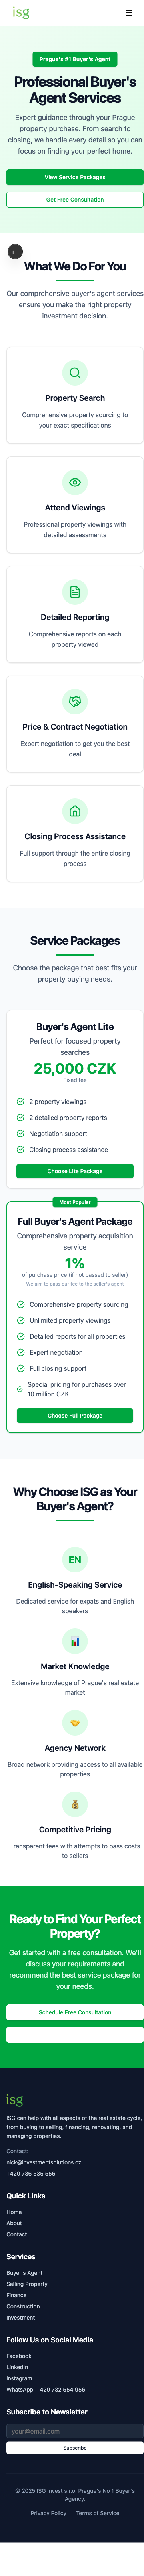 isg
Prague's #1 Buyer's Agent
Professional Buyer's
Agent Services
Expert guidance through your Prague
property purchase. From search to
closing, we handle every detail so you can
focus on finding your perfect home.
View Service Packages
Get Free Consultation
What We Do For You
Our comprehensive buyer's agent services
ensure you make the right property
investment decision.
Property Search
Comprehensive property sourcing to
your exact specifications
Attend Viewings
Professional property viewings with
detailed assessments
Detailed Reporting
Comprehensive reports on each
property viewed
Price & Contract Negotiation
Expert negotiation to get you the best
deal
Closing Process Assistance
Full support through the entire closing
process
Service Packages
Choose the package that best fits your
property buying needs.
Buyer's Agent Lite
Perfect for focused property
searches
25,000 CZK
Fixed fee
2 property viewings
2 detailed property reports
Negotiation support
Closing process assistance
Choose Lite Package
Most Popular
Full Buyer's Agent Package
Comprehensive property acquisition
service
1%
of purchase price (if not passed to seller)
We aim to pass our fee to the seller's agent
Comprehensive property sourcing
Unlimited property viewings
Detailed reports for all properties
Expert negotiation
Full closing support
Special pricing for purchases over
10 million CZK
Choose Full Package
Why Choose ISG as Your
Buyer's Agent?
EN
English-Speaking Service
Dedicated service for expats and English
speakers
Market Knowledge
Extensive knowledge of Prague's real estate
market
Agency Network
Broad network providing access to all available
properties
Competitive Pricing
Transparent fees with attempts to pass costs
to sellers
Ready to Find Your Perfect
Property?
Get started with a free consultation. We'll
discuss your requirements and
recommend the best service package for
your needs.
Schedule Free Consultation
isg
ISG can help with all aspects of the real estate cycle,
from buying to selling, financing, renovating, and
managing properties.
Contact:
nick@investmentsolutions.cz
+420 736 535 556
Quick Links
Home
About
Contact
Services
Buyer's Agent
Selling Property
Finance
Construction
Investment
Follow Us on Social Media
Facebook
LinkedIn
Instagram
WhatsApp: +420 732 554 956
Subscribe to Newsletter
your@email.com
Subscribe
© 2025 ISG Invest s.r.o. Prague's No 1 Buyer's
Agency.
Privacy Policy Terms of Service